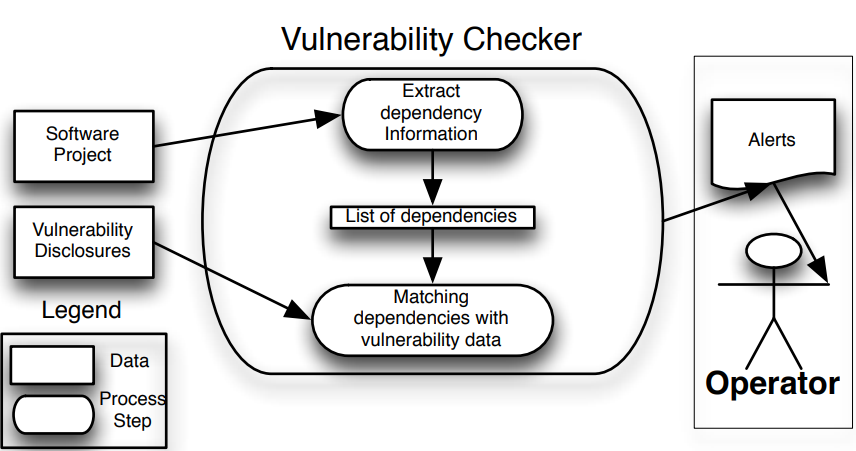 Vulnerability Checker
Software
Project
Vulnerability
Disclosures
Extract
dependency
Information
List of dependencies
Matching
dependencies with
vulnerability data
Alerts
Operator
Legend
Data
Process
Step